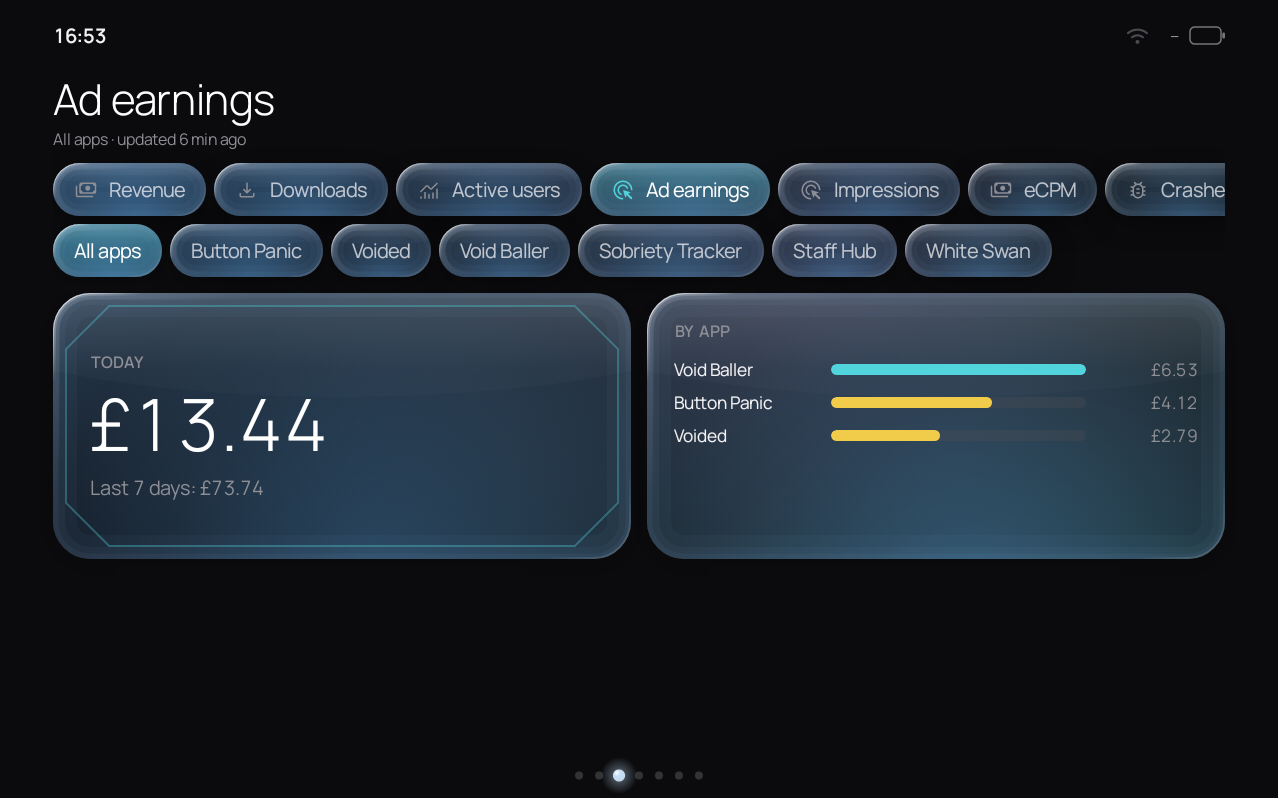 16:53
–
Ad earnings
All apps · updated 6 min ago
Revenue Downloads Active users Ad earnings Impressions eCPM Crashe
All apps Button Panic Voided Void Baller Sobriety Tracker Staff Hub White Swan
TODAY
£13.44
Last 7 days: £73.74
BY APP
Void Baller £6.53
Button Panic £4.12
Voided £2.79